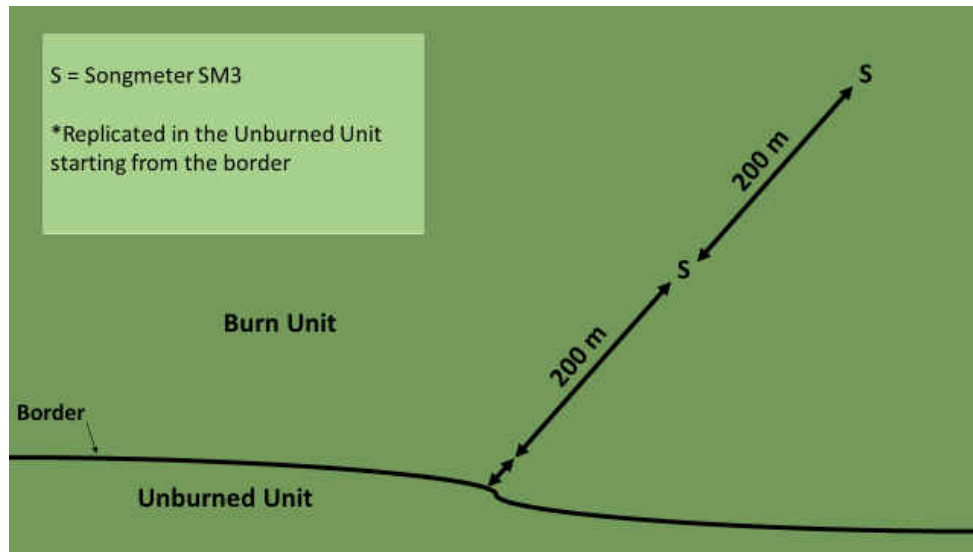 S = Songmeter SM3
*Replicated in the Unburned Unit
starting from the border
S
200 m
S
200 m
Burn Unit
Border
Unburned Unit